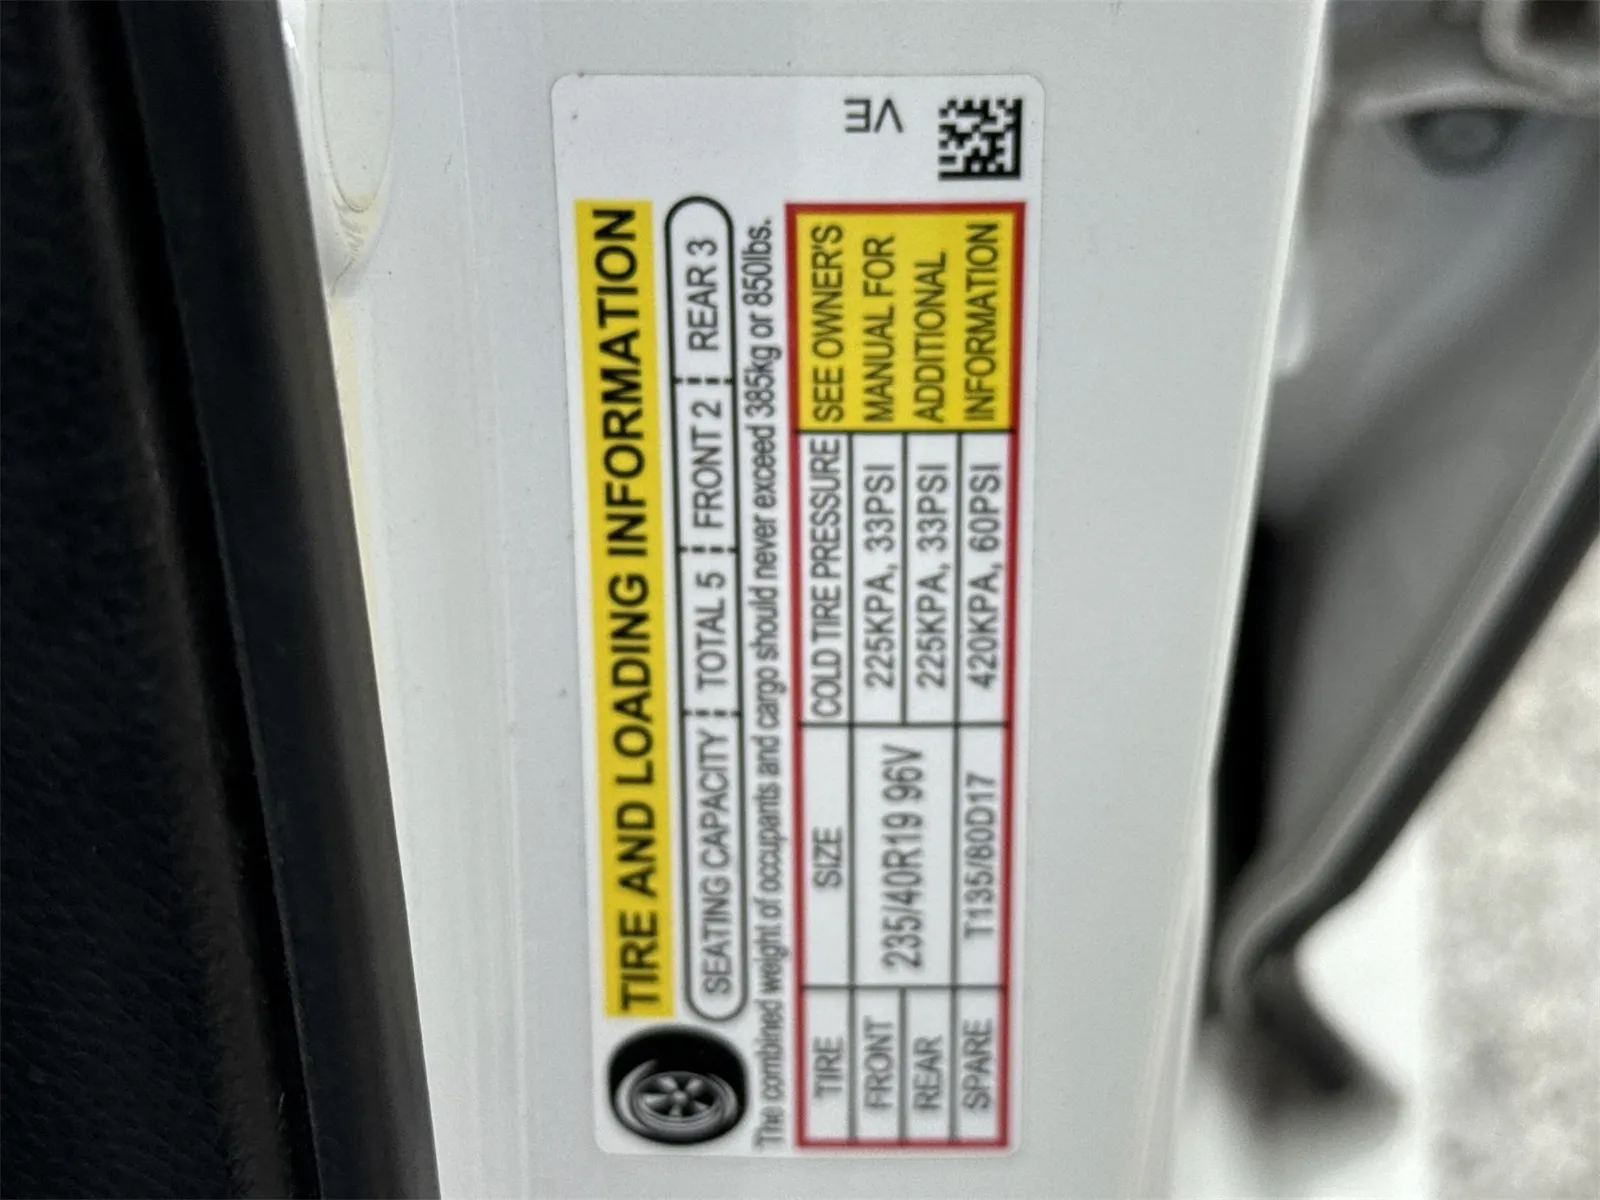 TIRE AND LOADING INFORMATION
SEATING CAPACITY TOTAL 5 FRONT 2 REAR 3
The combined weight of occupants and cargo should never exceed 385kg or 850lbs.
TIRE SIZE COLD TIRE PRESSURE
FRONT 235/40R19 96V 225KPA, 33PSI
REAR 225KPA, 33PSI
SPARE T135/80D17 420KPA, 60PSI
SEE OWNER'S
MANUAL FOR
ADDITIONAL
INFORMATION
VE